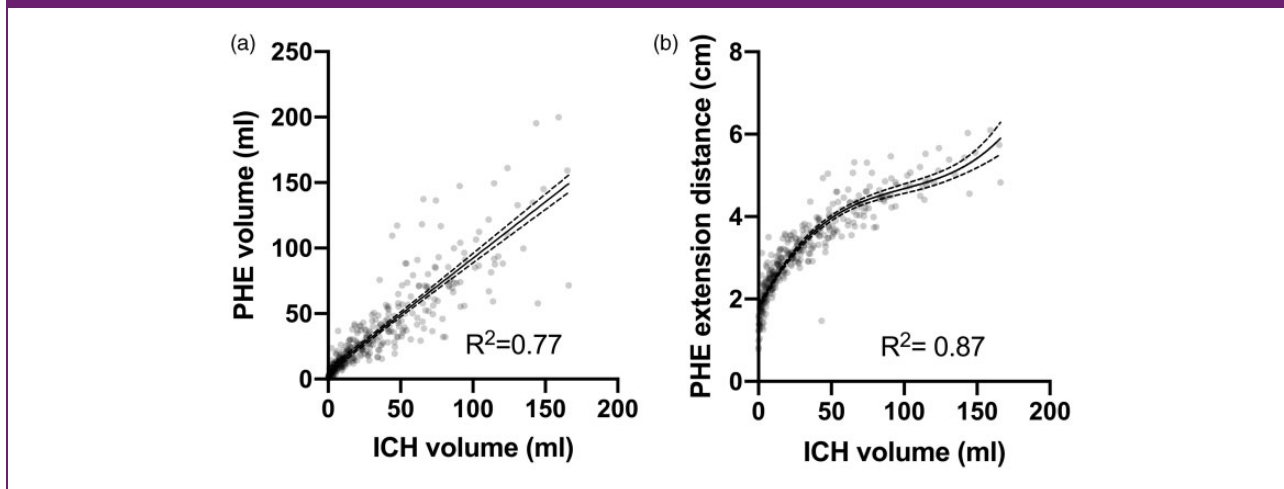 (a)
250
200
150
100
50
0
PHE volume (ml)
R²=0.77
0 50 100 150 200
ICH volume (ml)
(b)
8
6
4
2
0
PHE extension distance (cm)
R²= 0.87
0 50 100 150 200
ICH volume (ml)